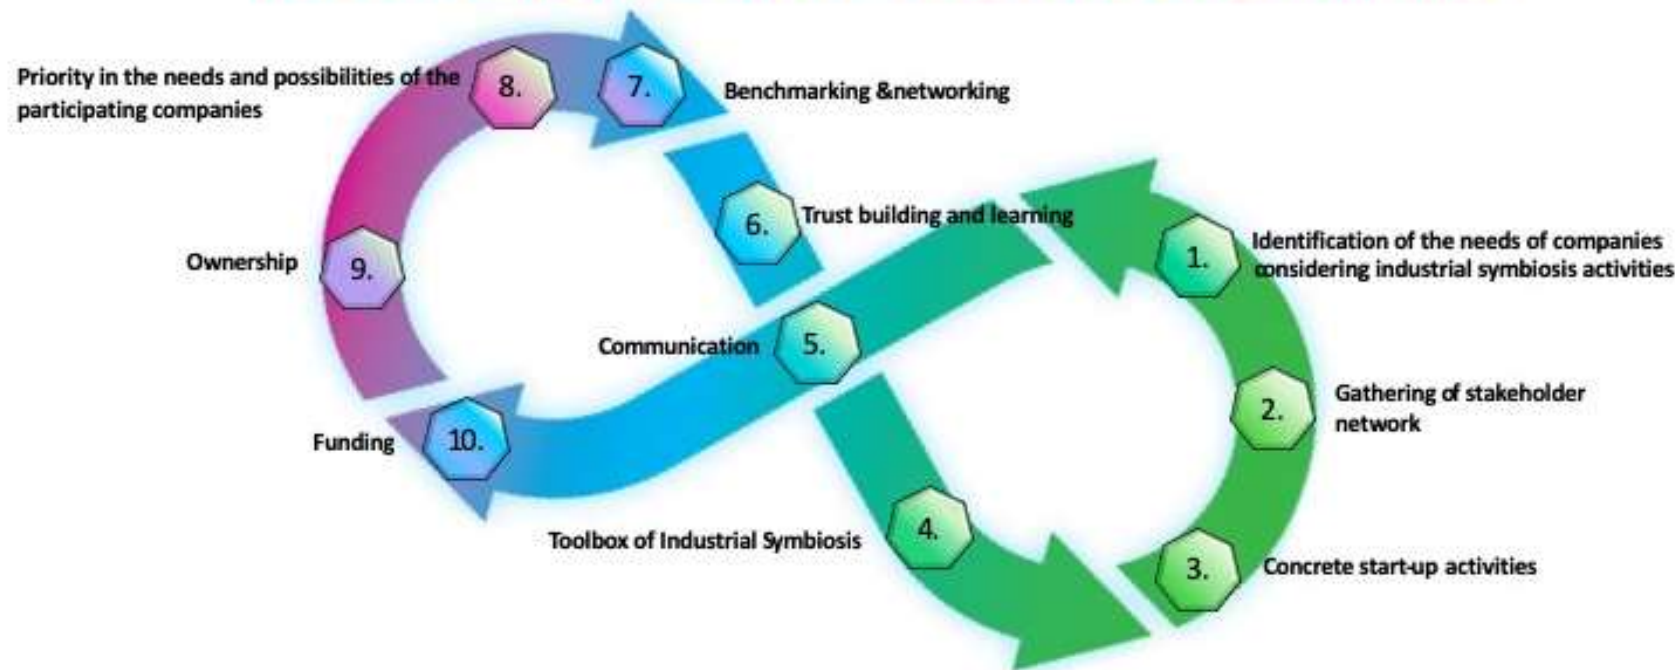 8.
7.
Priority in the needs and possibilities of the
participating companies
Benchmarking &networking
6.
Trust building and learning
1.
Identification of the needs of companies
considering industrial symbiosis activities
Ownership
9.
Communication
5.
2.
Gathering of stakeholder
network
Funding
10.
4.
Toolbox of Industrial Symbiosis
3.
Concrete start-up activities